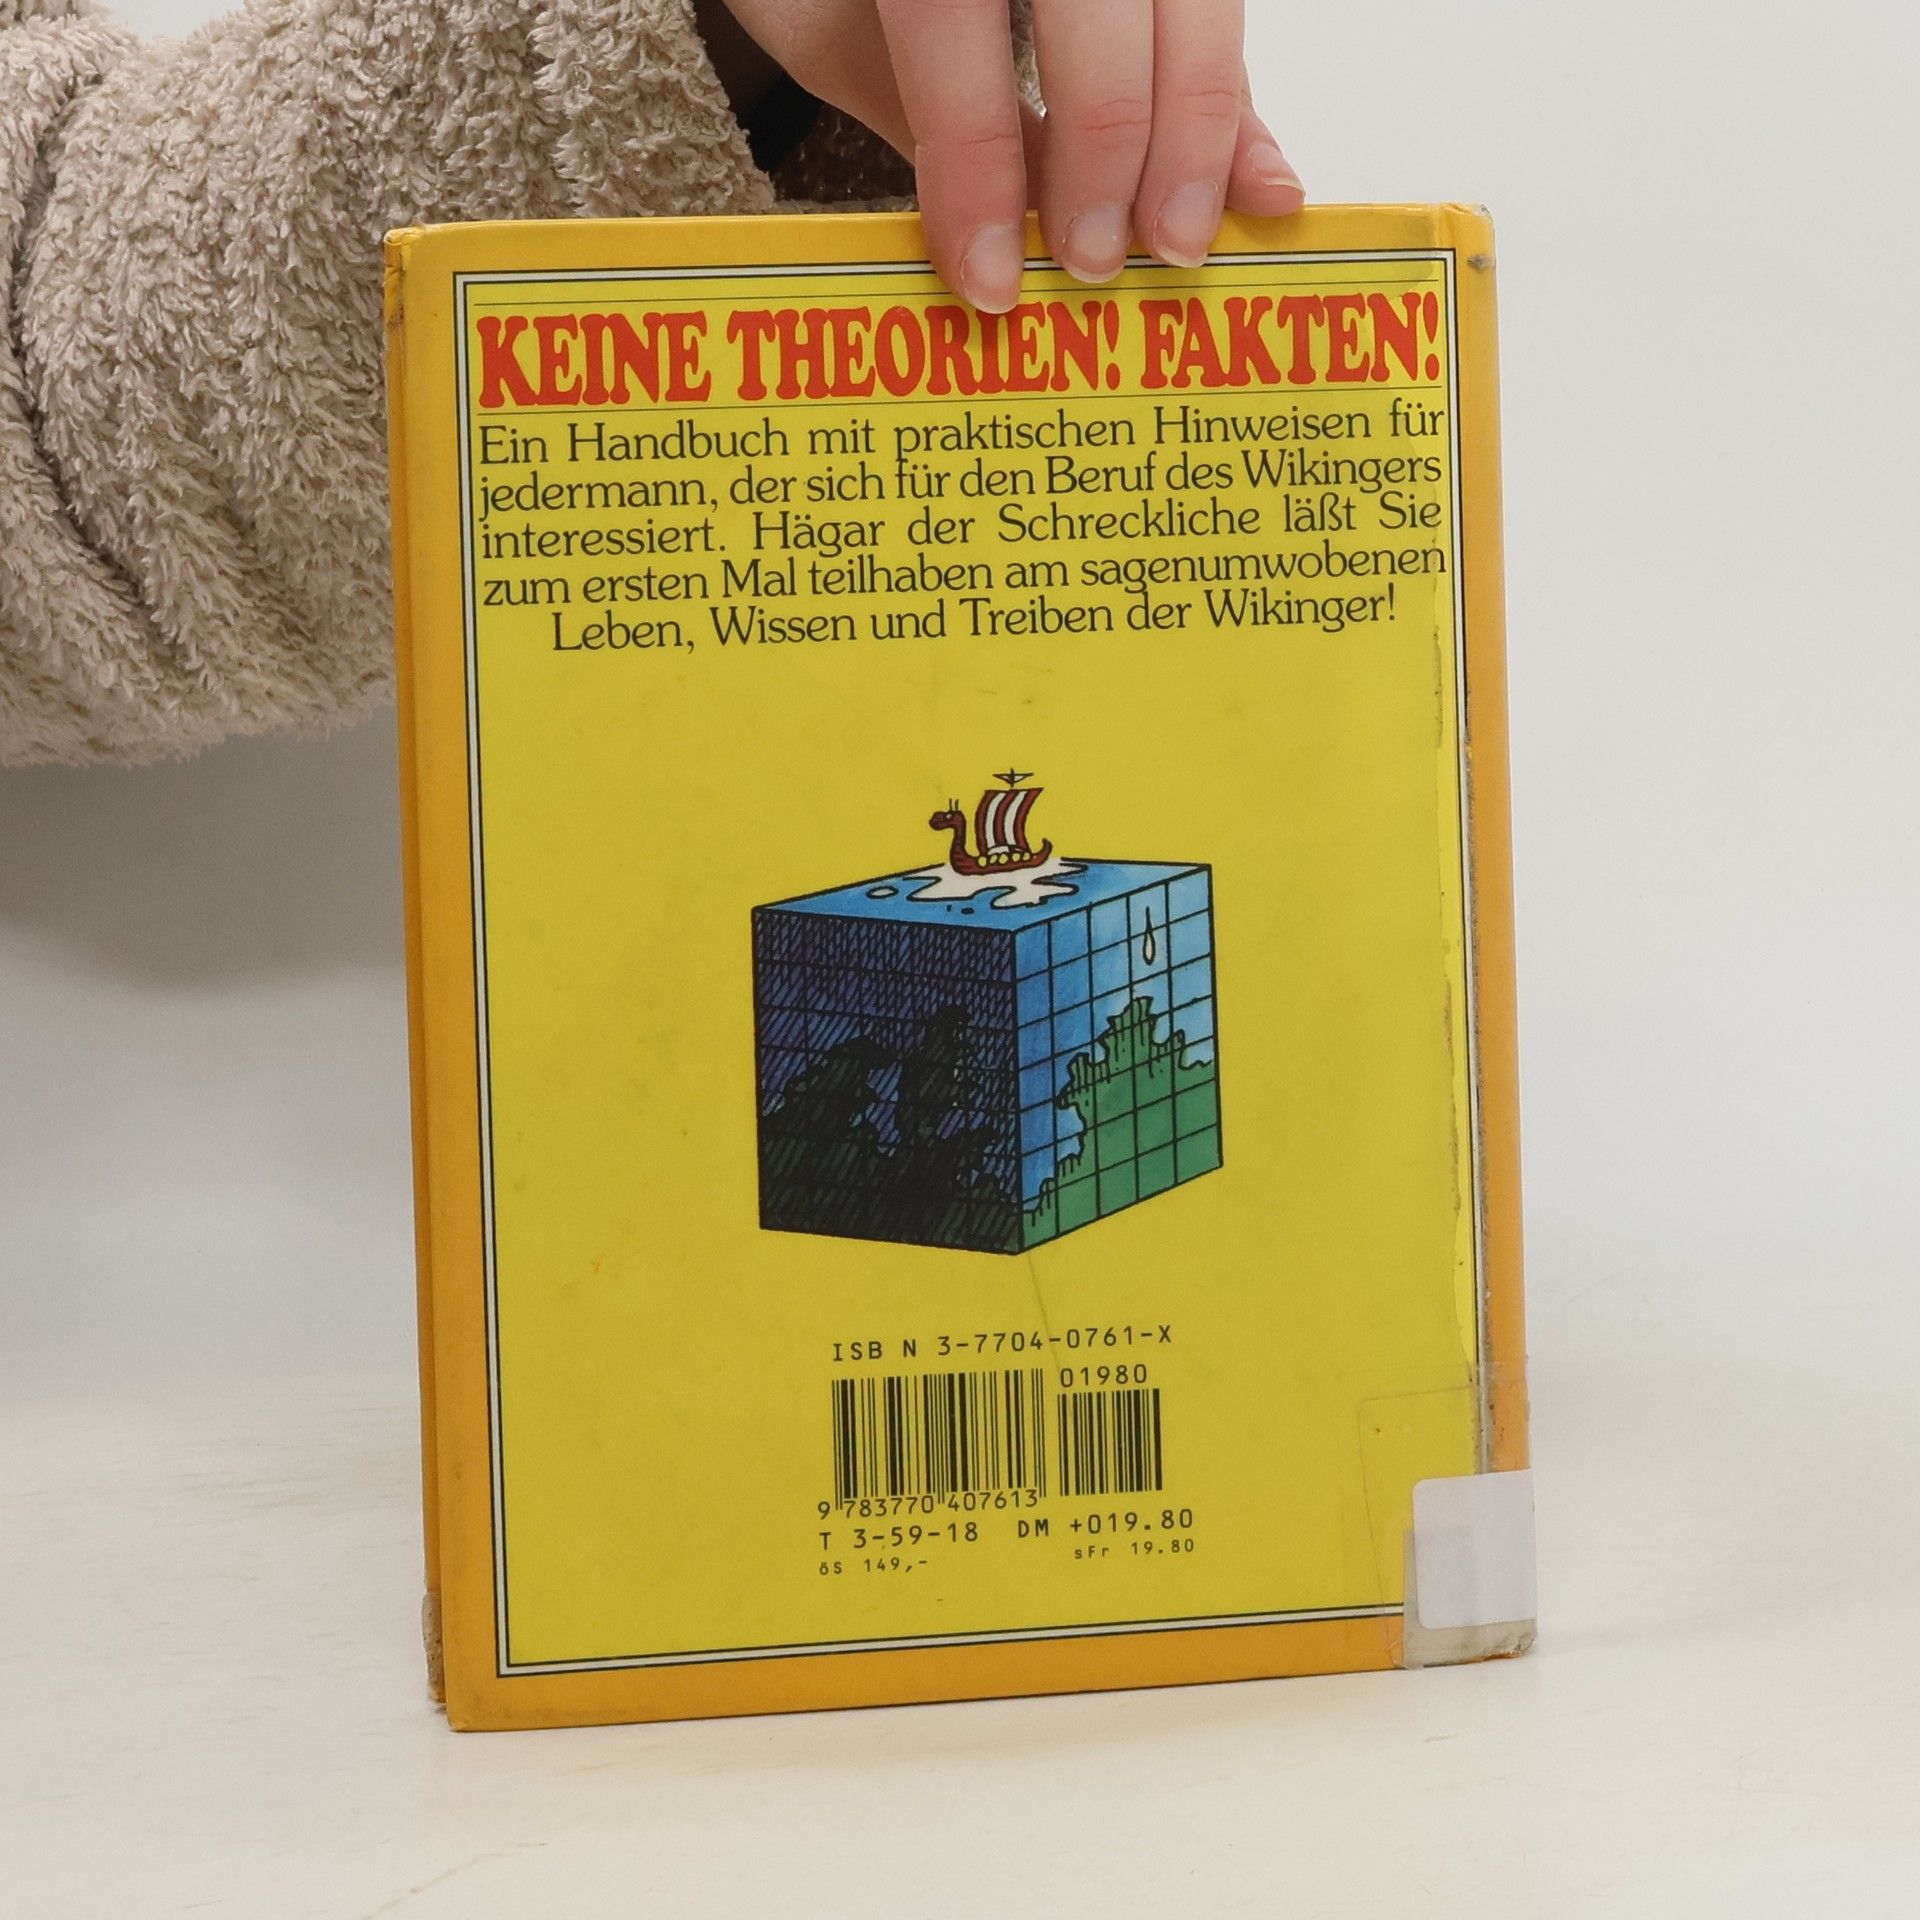 KEINE THEORIEN! FAKTEN!
Ein Handbuch mit praktischen Hinweisen für
jedermann, der sich für den Beruf des Wikingers
interessiert. Hägar der Schreckliche läßt Sie
zum ersten Mal teilhaben am sagenumwobenen
Leben, Wissen und Treiben der Wikinger!
ISBN 3-7704-0761-X
01980
9 783770 407613
T 3-59-18 DM +019.80
öS 149,- sFr 19.80